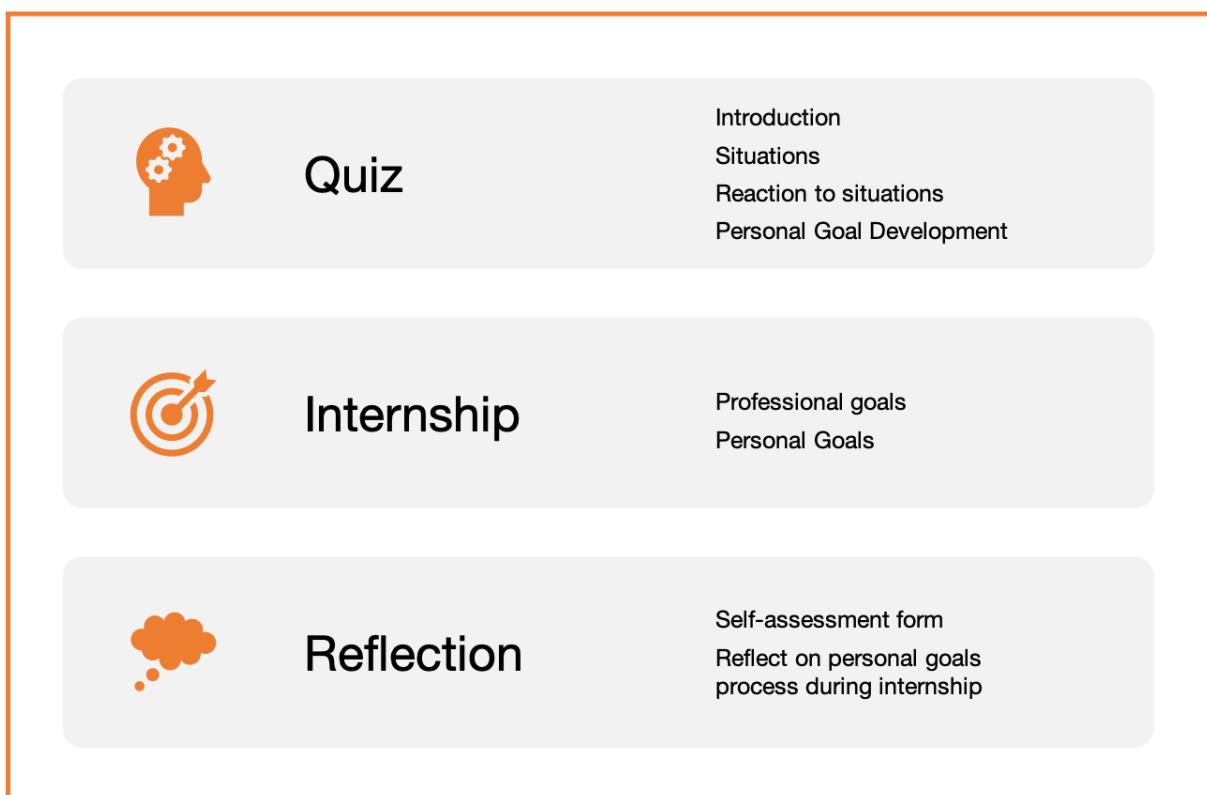 Quiz
Introduction
Situations
Reaction to situations
Personal Goal Development
Internship
Professional goals
Personal Goals
Reflection
Self-assessment form
Reflect on personal goals
process during internship